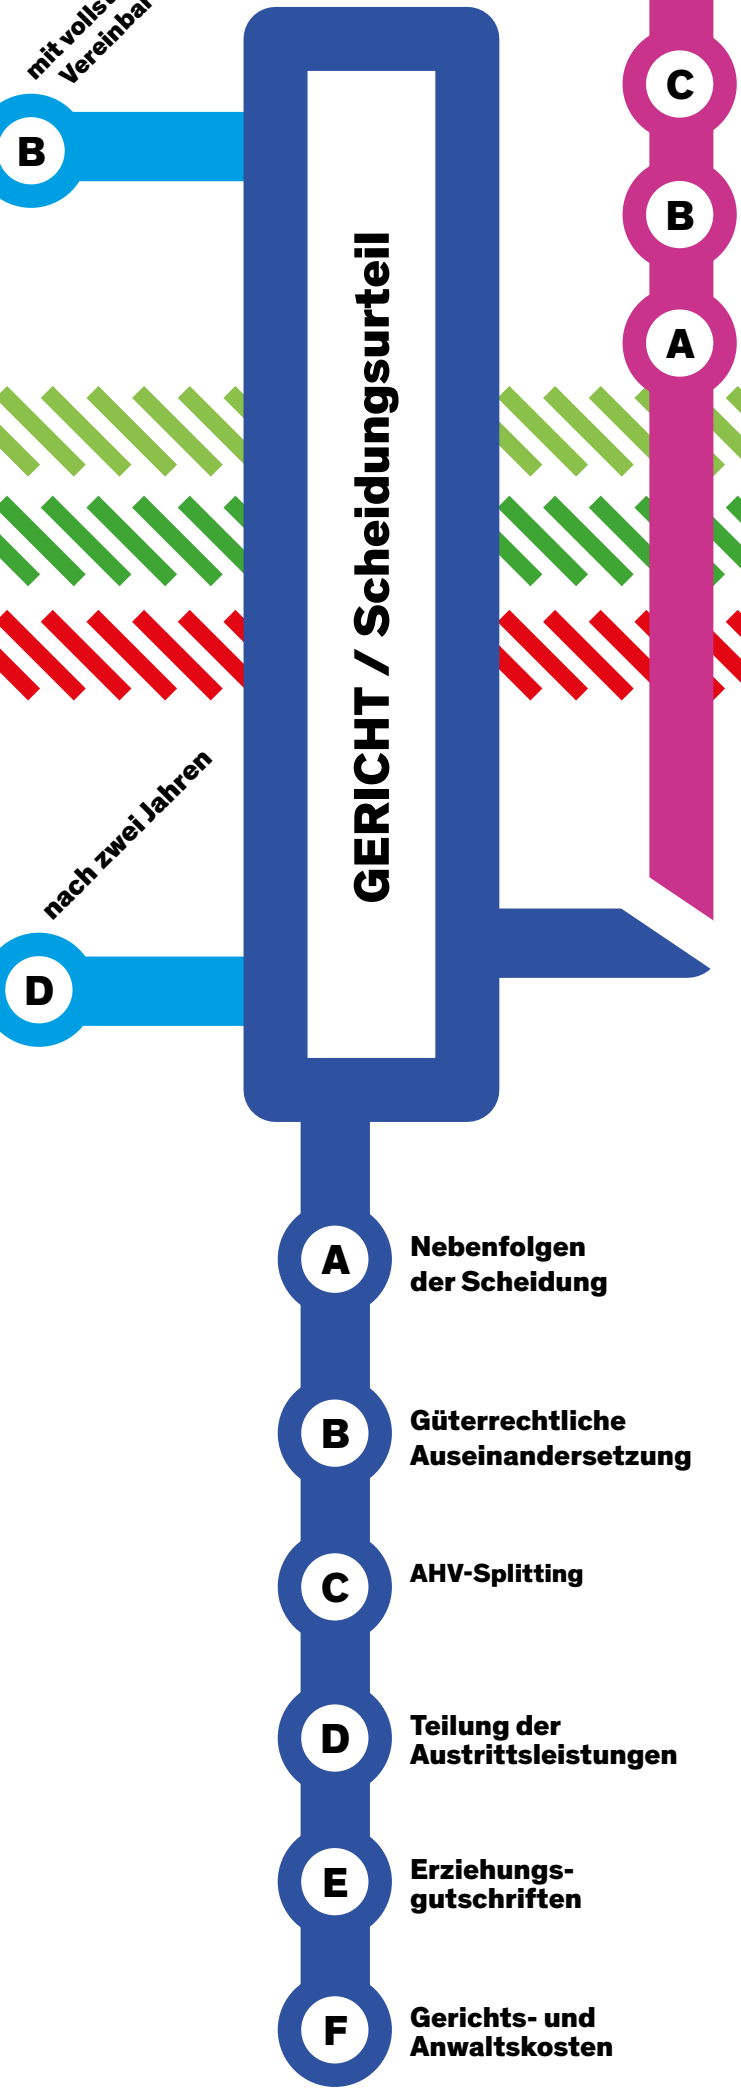 mit
Vereinbar
B
C
B
A
GERICHT / Scheidungsurteil
nach zwei Jahren
D
A
Nebenfolgen
der Scheidung
B
Güterrechtliche
Auseinandersetzung
C
AHV-Splitting
D
Teilung der
Austrittsleistungen
E
Erziehungs-
gutschriften
F
Gerichts- und
Anwaltskosten